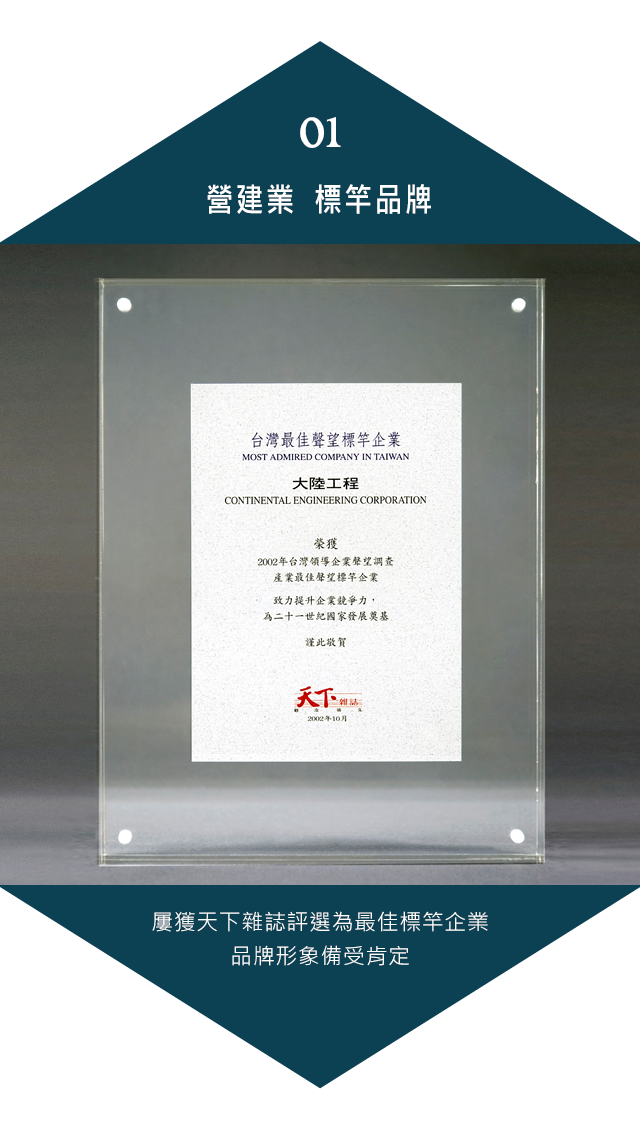 01
營建業 標竿品牌
台灣最佳聲望標竿企業
MOST ADMIRED COMPANY IN TAIWAN
大陸工程
CONTINENTAL ENGINEERING CORPORATION
榮獲
2002年台灣領導企業聲望調查
產業最佳聲望標竿企業
致力提升企業競爭力，
為二十一世紀國家發展奠基
謹此敬賀
天下雜誌
2002年10月
屢獲天下雜誌評選為最佳標竿企業
品牌形象備受肯定